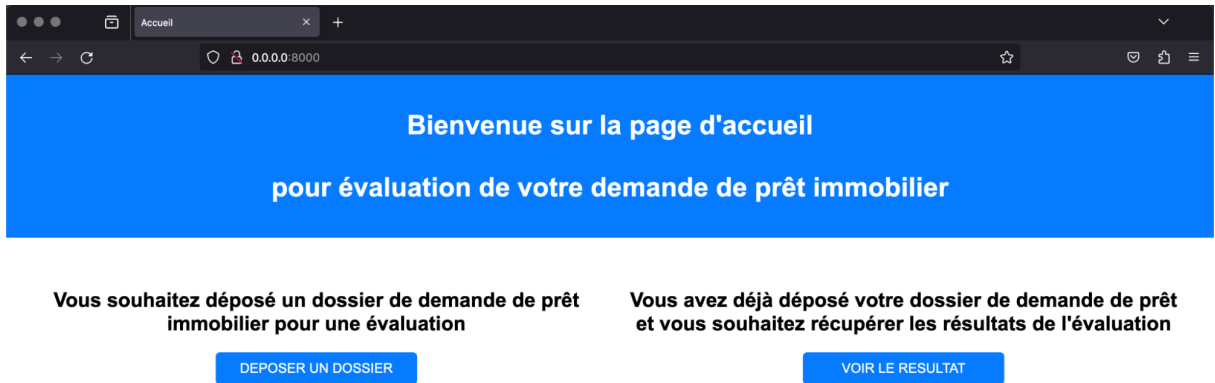 Accueil
0.0.0.0:8000
Bienvenue sur la page d'accueil
pour évaluation de votre demande de prêt immobilier
Vous souhaitez déposé un dossier de demande de prêt
immobilier pour une évaluation
DEPOSER UN DOSSIER
Vous avez déjà déposé votre dossier de demande de prêt
et vous souhaitez récupérer les résultats de l'évaluation
VOIR LE RESULTAT